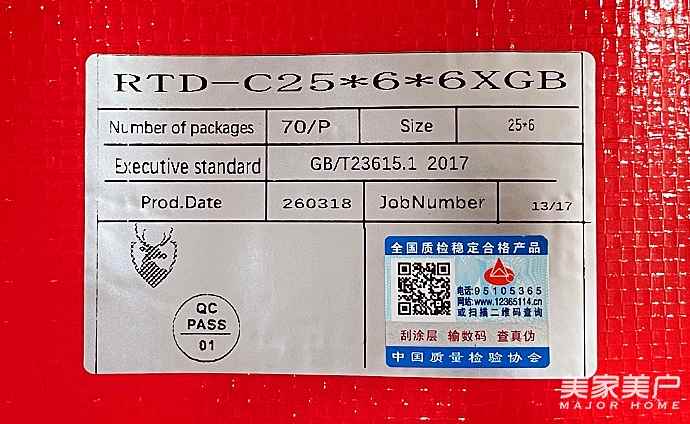 RTD-C25*6*6XGB
Number of packages 70/P Size 25*6
Executive standard GB/T23615.1 2017
Prod.Date 260318 JobNumber 13/17
QC
PASS
01
全国质检稳定合格产品
电话:95105365
网站:www.12365114.cn
或扫描二维码查询
刮涂层 输数码 查真伪
中国质量检验协会
美家美户
MAJOR HOME